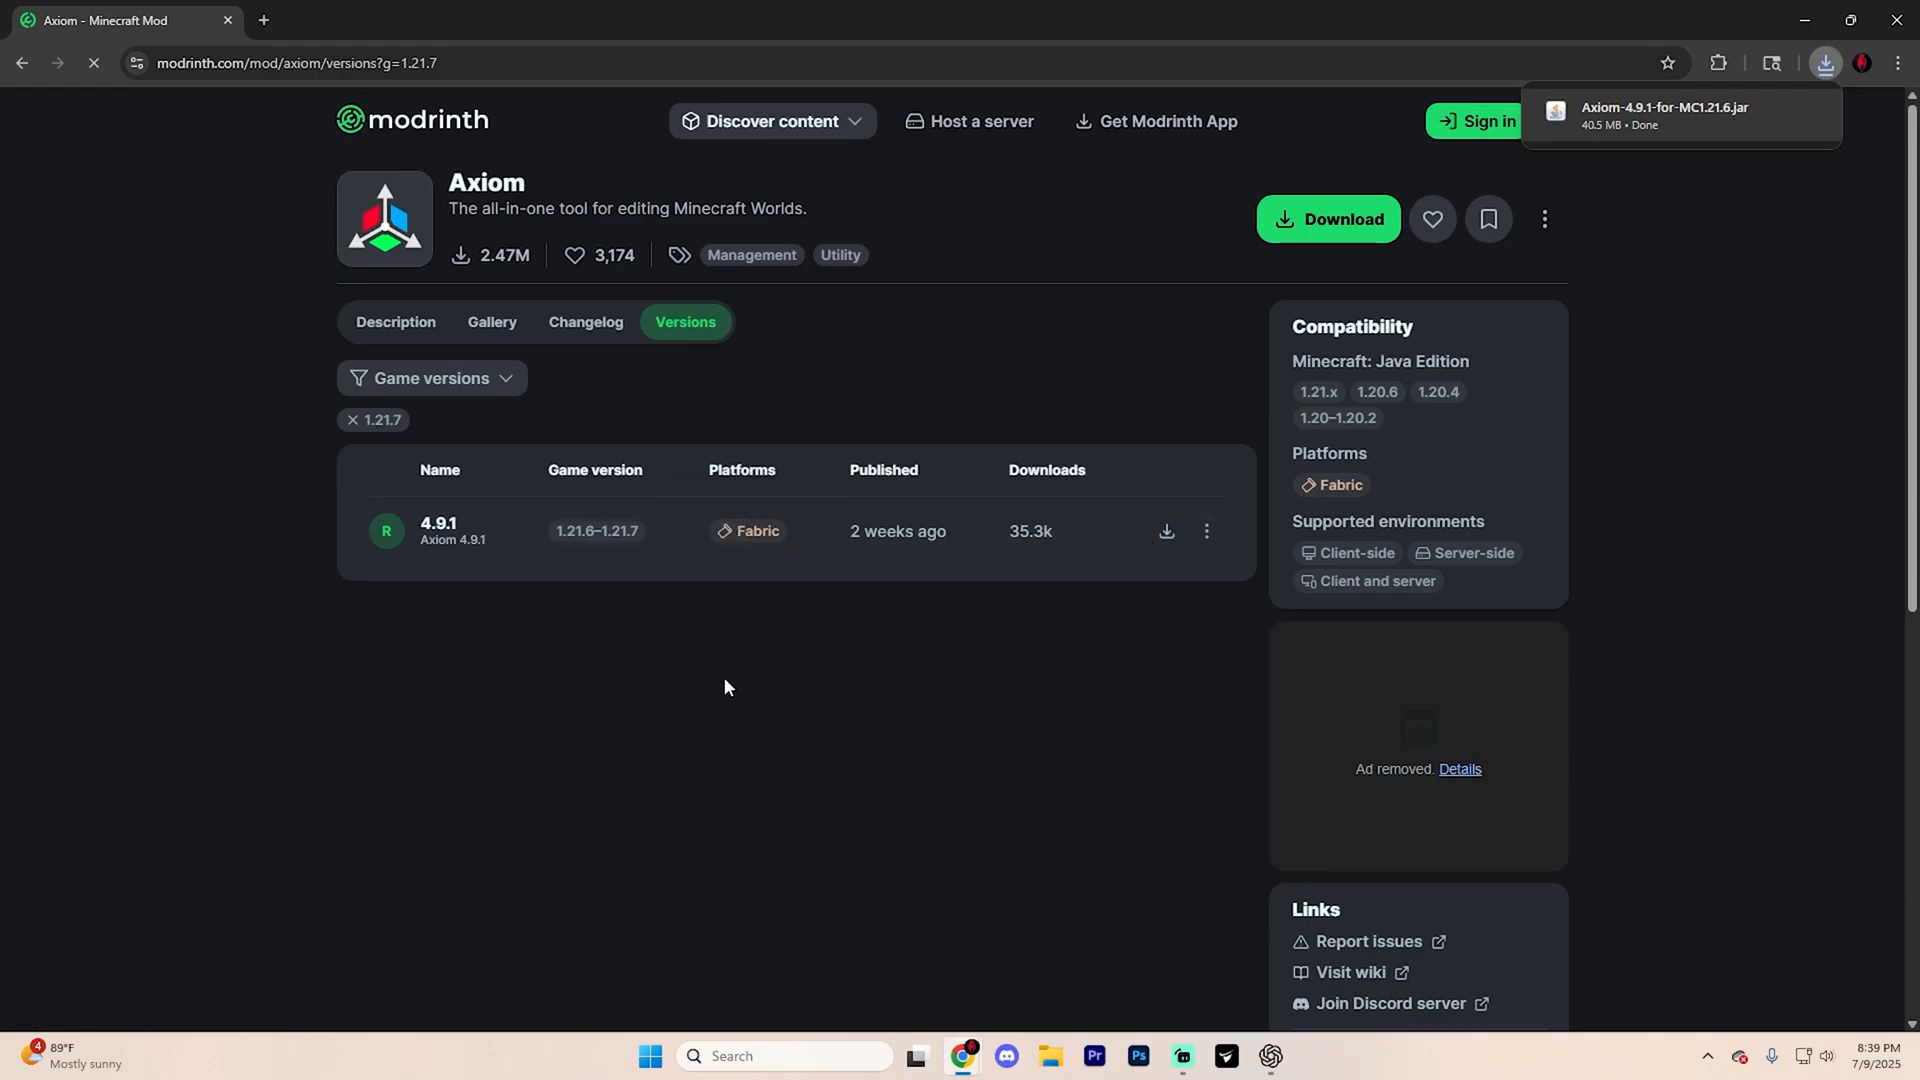 Axiom - Minecraft Mod
modrinth.com/mod/axiom/versions?g=1.21.7
Axiom-4.9.1-for-MC1.21.6.jar
40.5 MB • Done
modrinth
Discover content
Host a server
Get Modrinth App
Sign in
Axiom
The all-in-one tool for editing Minecraft Worlds.
2.47M
3,174
Management
Utility
Download
Description
Gallery
Changelog
Versions
Game versions
1.21.7
Name
Game version
Platforms
Published
Downloads
R
4.9.1
Axiom 4.9.1
1.21.6–1.21.7
Fabric
2 weeks ago
35.3k
Compatibility
Minecraft: Java Edition
1.21.x
1.20.6
1.20.4
1.20–1.20.2
Platforms
Fabric
Supported environments
Client-side
Server-side
Client and server
Ad removed. Details
Links
Report issues
Visit wiki
Join Discord server
4
89°F
Mostly sunny
Search
Pr
Ps
8:39 PM
7/9/2025